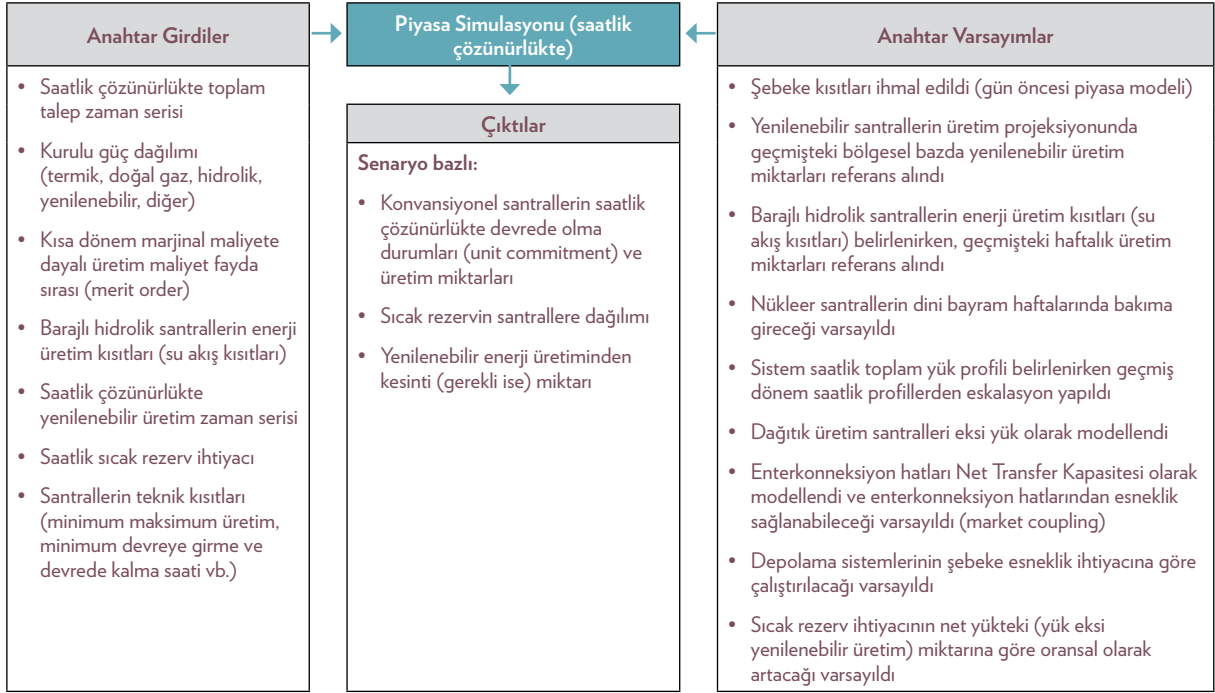 Anahtar Girdiler
• Saatlik çözünürlükte toplam
talep zaman serisi
• Kurulu güç dağılımı
(termik, doğal gaz, hidrolik,
yenilenebilir, diğer)
• Kısa dönem marjinal maliyete
dayalı üretim maliyet fayda
sırası (merit order)
• Barajlı hidrolik santrallerin enerji
üretim kısıtları (su akış kısıtları)
• Saatlik çözünürlükte
yenilenebilir üretim zaman serisi
• Saatlik sıcak rezerv ihtiyacı
• Santrallerin teknik kısıtları
(minimum maksimum üretim,
minimum devreye girme ve
devrede kalma saati vb.)
Piyasa Simulasyonu (saatlik
çözünürlükte)
Çıktılar
Senaryo bazlı:
• Konvansiyonel santrallerin saatlik
çözünürlükte devrede olma
durumları (unit commitment) ve
üretim miktarları
• Sıcak rezervin santrallere dağılımı
• Yenilenebilir enerji üretiminden
kesinti (gerekli ise) miktarı
Anahtar Varsayımlar
• Şebeke kısıtları ihmal edildi (gün öncesi piyasa modeli)
• Yenilenebilir santrallerin üretim projeksiyonunda
geçmişteki bölgesel bazda yenilenebilir üretim
miktarları referans alındı
• Barajlı hidrolik santrallerin enerji üretim kısıtları (su
akış kısıtları) belirlenirken, geçmişteki haftalık üretim
miktarları referans alındı
• Nükleer santrallerin dini bayram haftalarında bakıma
gireceği varsayıldı
• Sistem saatlik toplam yük profili belirlenirken geçmiş
dönem saatlik profillerden eskalasyon yapıldı
• Dağıtık üretim santralleri eksi yük olarak modellendi
• Enterkonneksiyon hatları Net Transfer Kapasitesi olarak
modellendi ve enterkonneksiyon hatlarından esneklik
sağlanabileceği varsayıldı (market coupling)
• Depolama sistemlerinin şebeke esneklik ihtiyacına göre
çalıştırılacağı varsayıldı
• Sıcak rezerv ihtiyacının net yükteki (yük eksi
yenilenebilir üretim) miktarına göre oransal olarak
artacağı varsayıldı